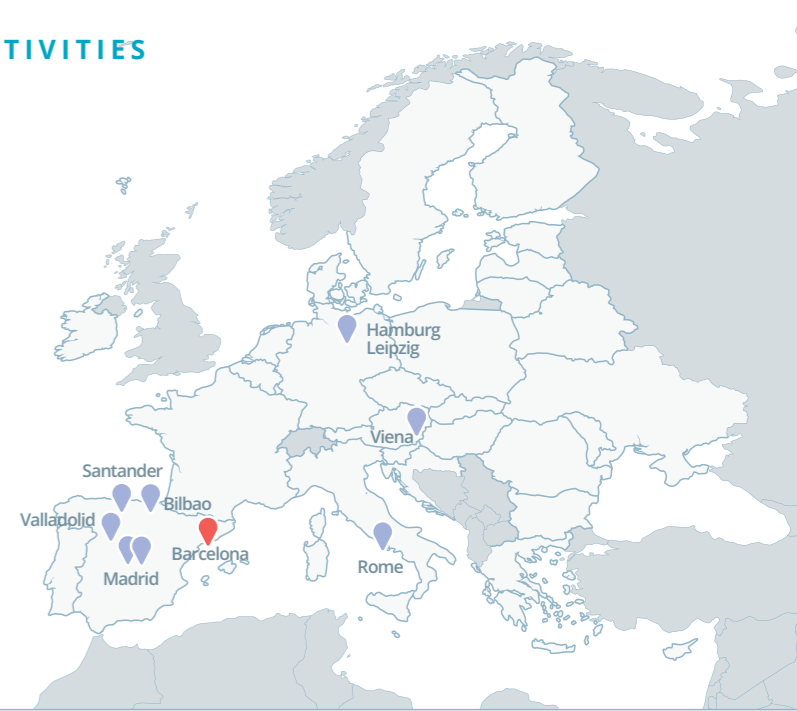 TIVITIES
Hamburg
Leipzig
Viena
Santander
Bilbao
Valladolid
Barcelona
Rome
Madrid